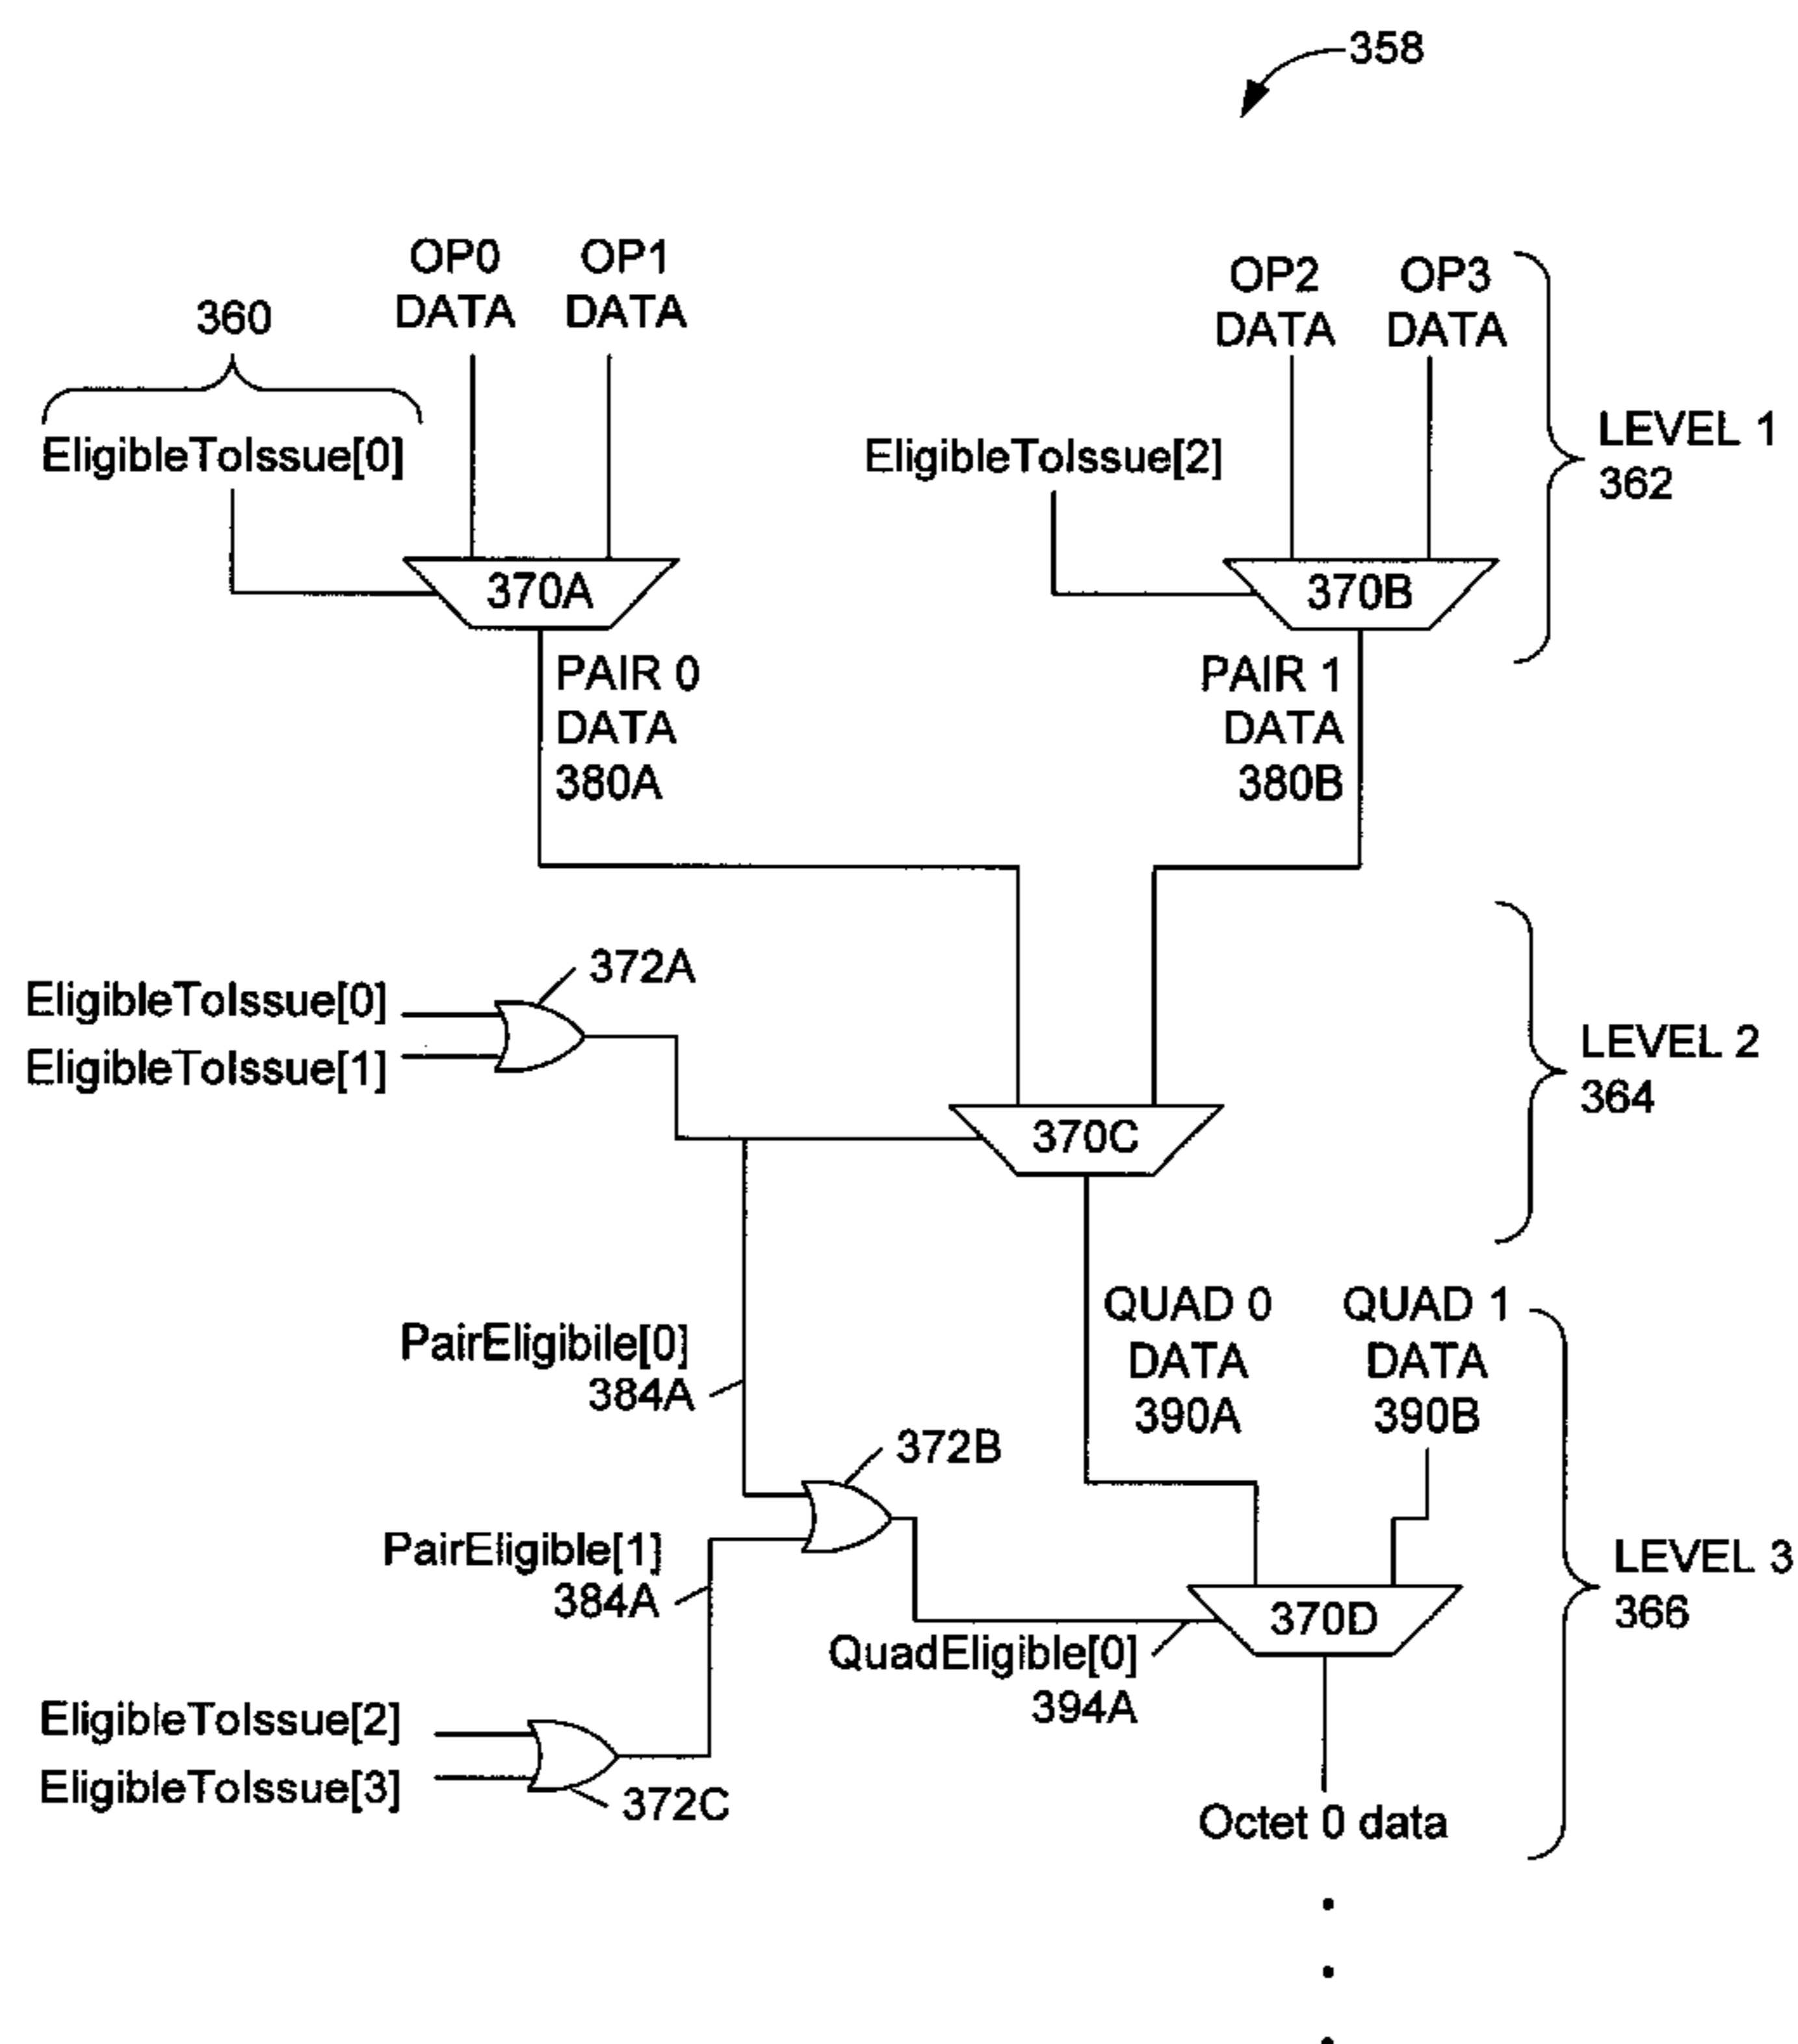 358
OP0
DATA
OP1
DATA
OP2
DATA
OP3
DATA
360
EligibleToIssue[0]
EligibleToIssue[2]
LEVEL 1
362
370A
370B
PAIR 0
DATA
380A
PAIR 1
DATA
380B
372A
EligibleToIssue[0]
EligibleToIssue[1]
LEVEL 2
364
370C
QUAD 0
DATA
390A
QUAD 1
DATA
390B
PairEligibile[0]
384A
372B
PairEligible[1]
384A
LEVEL 3
366
370D
QuadEligible[0]
394A
EligibleToIssue[2]
EligibleToIssue[3]
372C
Octet 0 data